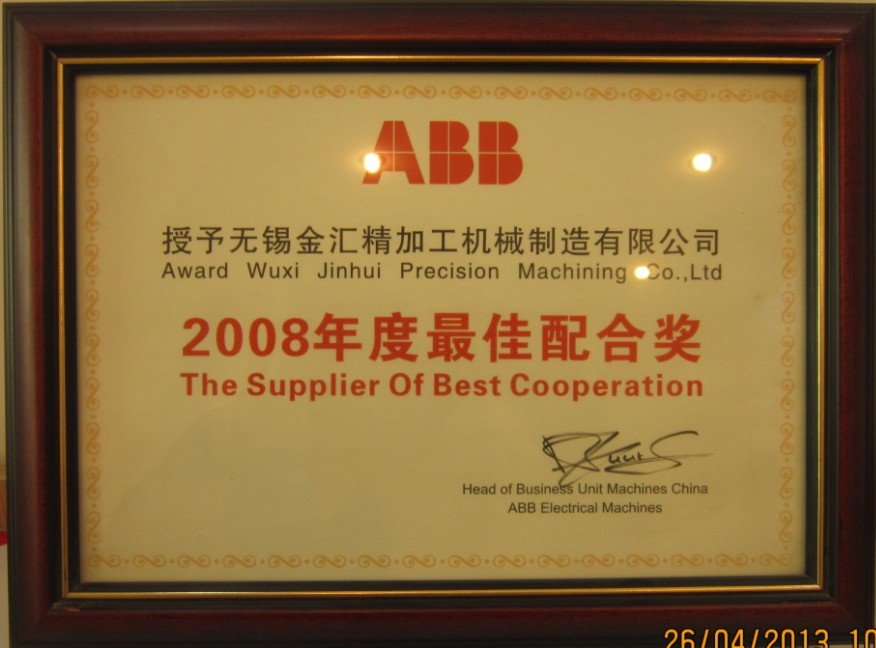 ABB
授予无锡金汇精加工机械制造有限公司
Award Wuxi Jinhui Precision Machining Co.,Ltd
2008年度最佳配合奖
The Supplier Of Best Cooperation
Head of Business Unit Machines China
ABB Electrical Machines
26/04/2013 10